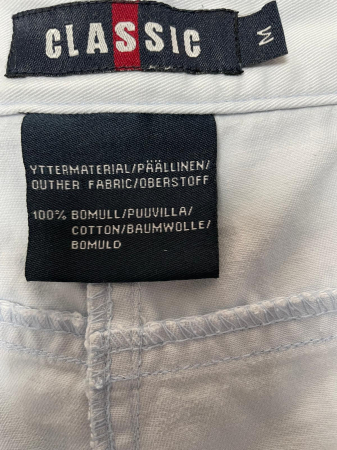 CLASSIC
M
YTTERMATERIAL/PÄÄLLINEN/
OUTHER FABRIC/OBERSTOFF
100% BOMULL/PUUVILLA/
COTTON/BAUMWOLLE/
BOMULD